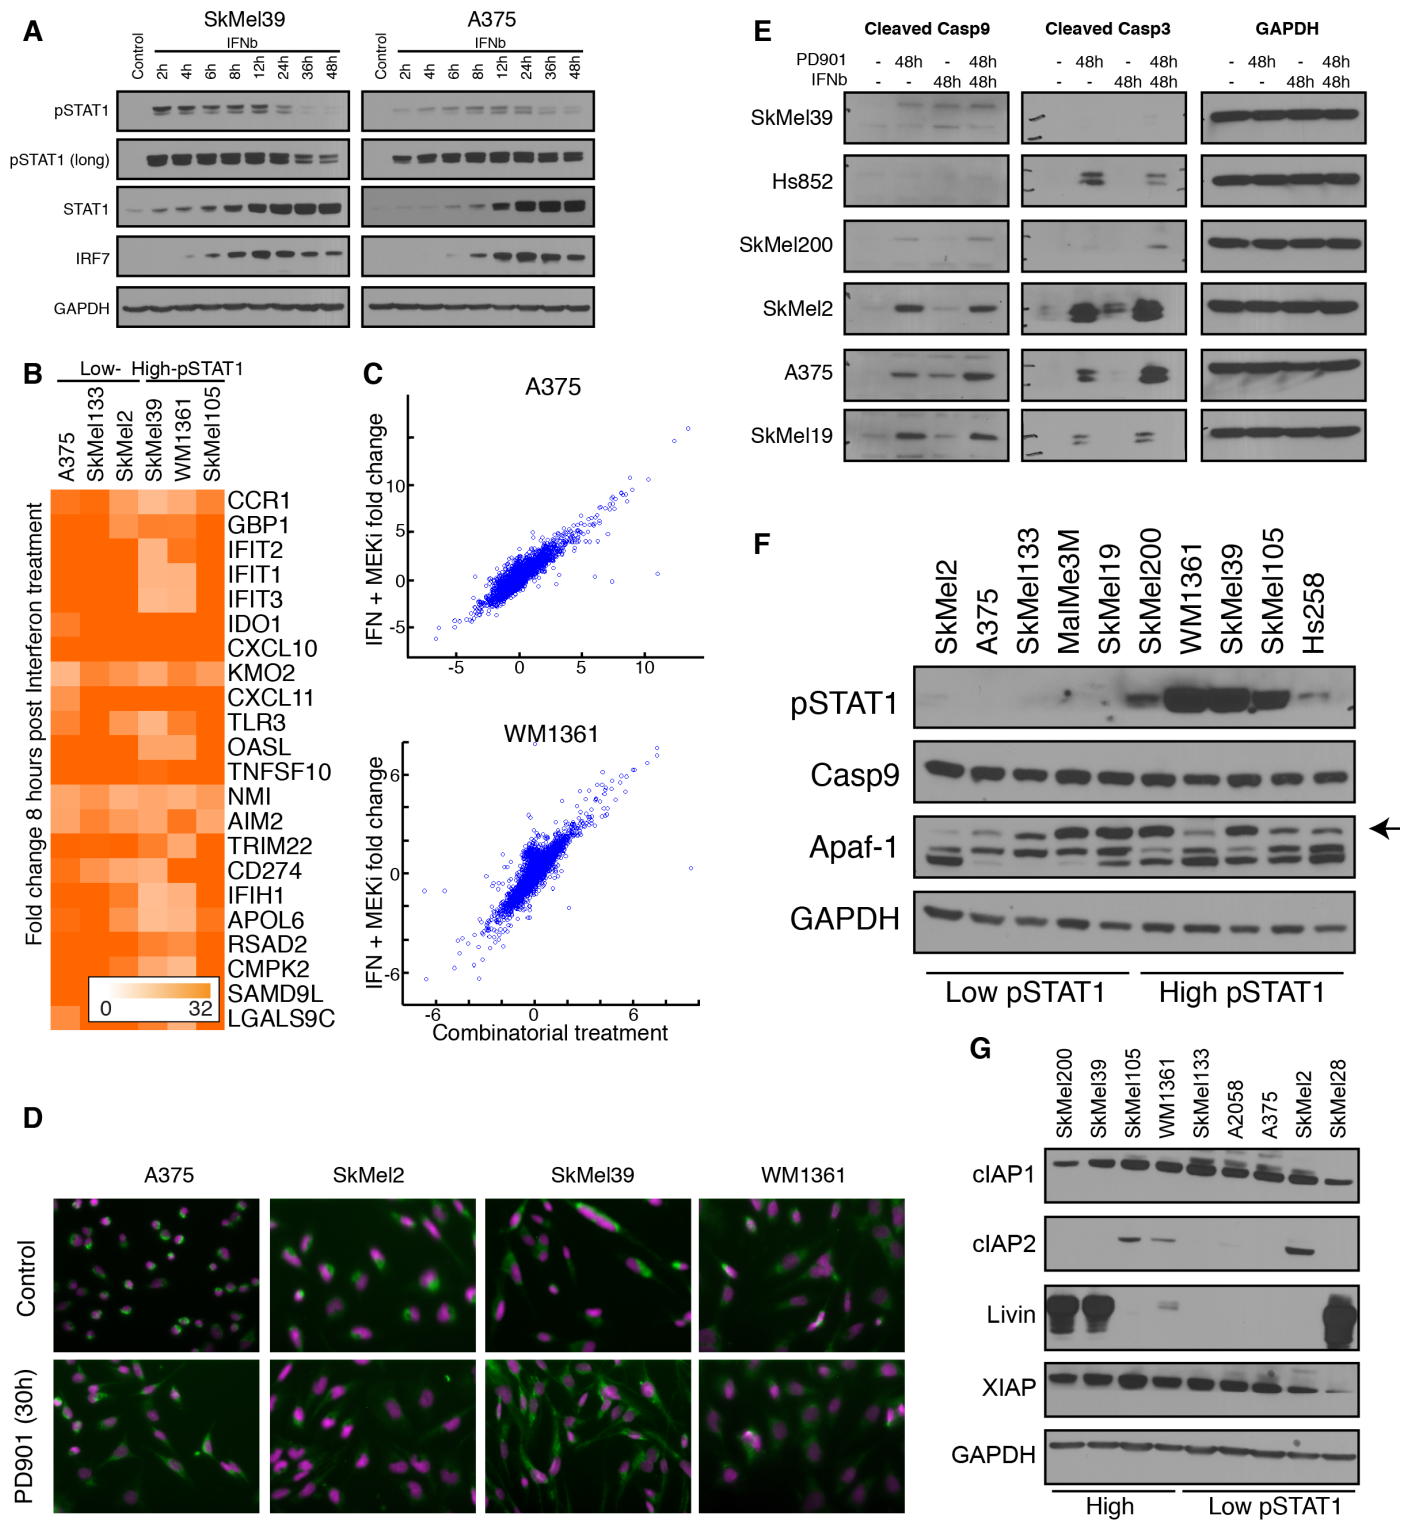 A
SkMel39
A375
Control
IFNb
2h 4h 6h 8h 12h 24h 36h 48h
Control
IFNb
2h 4h 6h 8h 12h 24h 36h 48h
pSTAT1
pSTAT1 (long)
STAT1
IRF7
GAPDH
B
Low- High-pSTAT1
A375
SkMel133
SkMel2
SkMel39
WM1361
SkMel105
Fold change 8 hours post Interferon treatment
CCR1
GBP1
IFIT2
IFIT1
IFIT3
IDO1
CXCL10
KMO2
CXCL11
TLR3
OASL
TNFSF10
NMI
AIM2
TRIM22
CD274
IFIH1
APOL6
RSAD2
CMPK2
SAMD9L
LGALS9C
0 32
C
A375
IFN + MEKi fold change
10
5
0
-5
-5 0 5 10
WM1361
IFN + MEKi fold change
6
0
-6
-6 0 6
Combinatorial treatment
D
A375 SkMel2 SkMel39 WM1361
Control
PD901 (30h)
E
Cleaved Casp9 Cleaved Casp3 GAPDH
PD901 - 48h - 48h - 48h - 48h - 48h - 48h
IFNb - - 48h 48h - - 48h 48h - - 48h 48h
SkMel39
Hs852
SkMel200
SkMel2
A375
SkMel19
F
SkMel2
A375
SkMel133
MalMe3M
SkMel19
SkMel200
WM1361
SkMel39
SkMel105
Hs258
pSTAT1
Casp9
Apaf-1
GAPDH
Low pSTAT1 High pSTAT1
G
SkMel200
SkMel39
SkMel105
WM1361
SkMel133
A2058
A375
SkMel2
SkMel28
cIAP1
cIAP2
Livin
XIAP
GAPDH
High Low pSTAT1